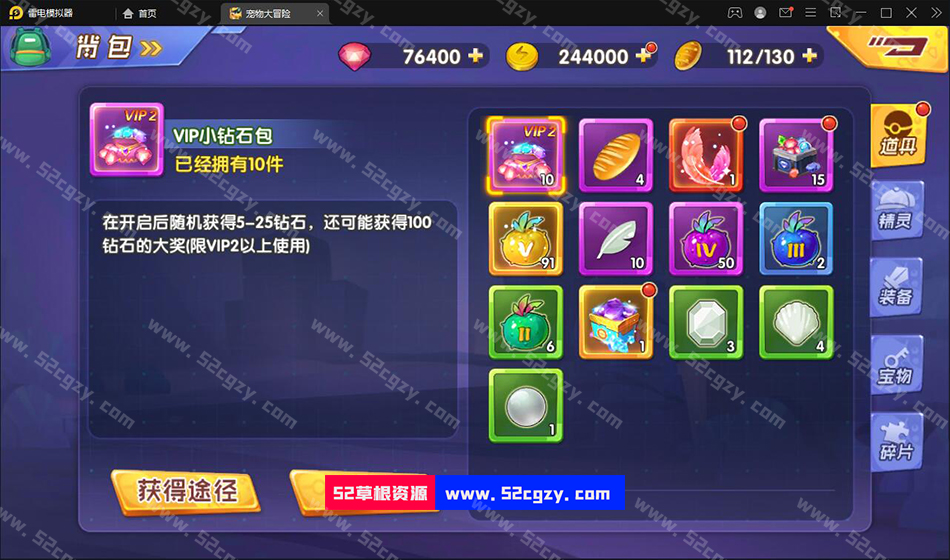 雷电模拟器
首页
宠物大冒险
背包
76400
244000
112/130
VIP 2
VIP小钻石包
已经拥有10件
在开启后随机获得5-25钻石，还可能获得100
钻石的大奖(限VIP2以上使用)
获得途径
VIP 2
10
4
1
15
V
91
10
IV
50
III
2
II
6
1
3
4
1
道具
精灵
装备
宝物
碎片
52草根资源
www.52cgzy.com
www.52cgzy.com